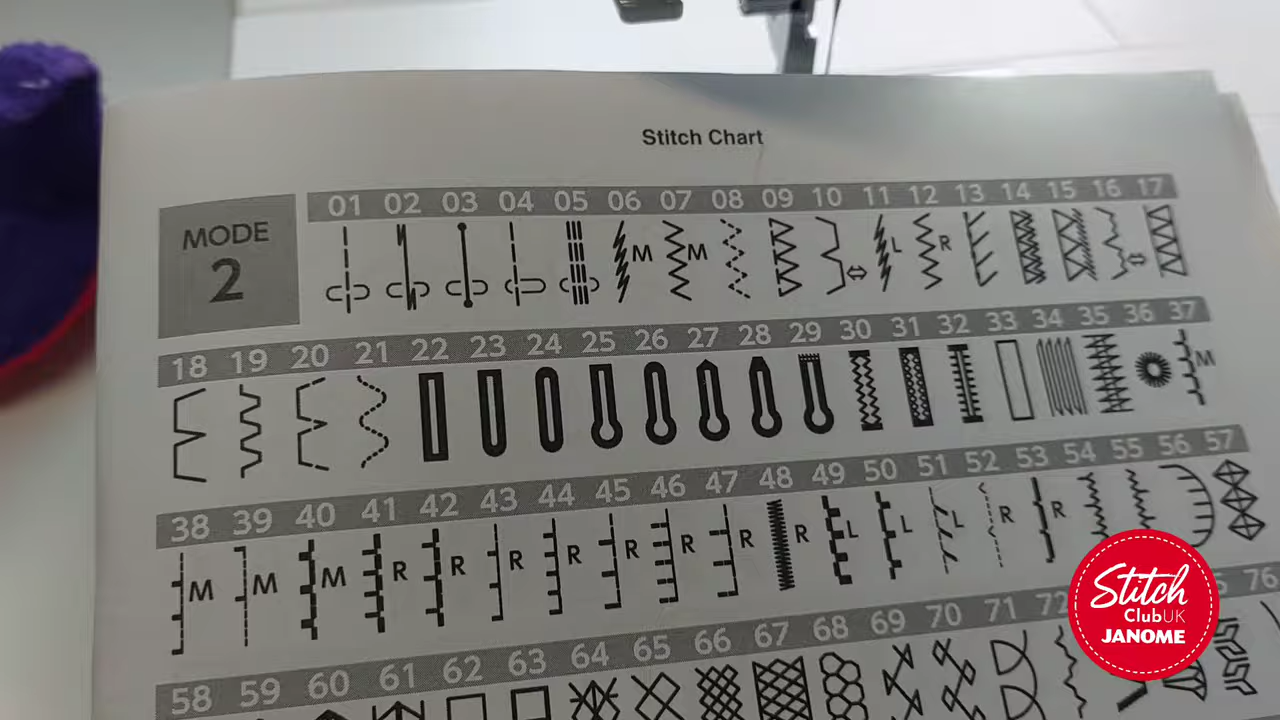 Stitch Chart
MODE
2
01 02 03 04 05 06 07 08 09 10 11 12 13 14 15 16 17
M M L R
18 19 20 21 22 23 24 25 26 27 28 29 30 31 32 33 34 35 36 37
M
38 39 40 41 42 43 44 45 46 47 48 49 50 51 52 53 54 55 56 57
M M M R R R R R R R R L L L R R
58 59 60 61 62 63 64 65 66 67 68 69 70 71 72 76
Stitch
ClubUK
JANOME